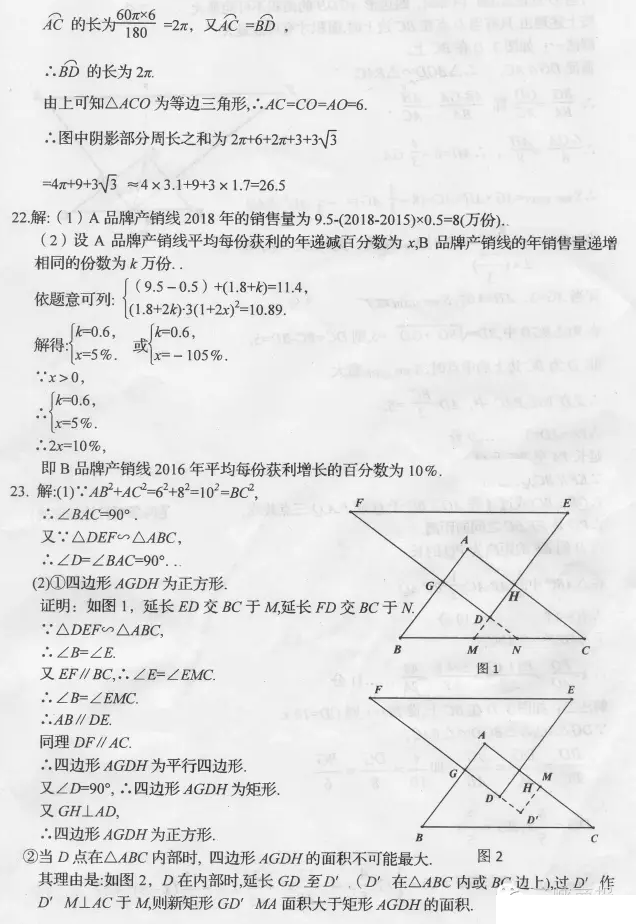 AC 的长为60π×6/180=2π, 又AC=BD,
∴BD 的长为 2π.
由上可知△ACO 为等边三角形,∴AC=CO=AO=6.
∴图中阴影部分周长之和为 2π+6+2π+3+3√3
=4π+9+3√3 ≈4×3.1+9+3×1.7=26.5
22.解:(1)A 品牌产销线 2018 年的销售量为 9.5-(2018-2015)×0.5=8(万份)..
(2)设 A 品牌产销线平均每份获利的年递减百分数为 x,B 品牌产销线的年销售量递增
相同的份数为 k 万份..
依题意可列: {(9.5-0.5)+(1.8+k)=11.4,
(1.8+2k)·3(1+2x)²=10.89.
解得:{k=0.6, 或{k=0.6,
x=5%. x=-105%.
∵x>0,
∴{k=0.6,
x=5%.
∴2x=10%,
即 B 品牌产销线 2016 年平均每份获利增长的百分数为 10%.
23. 解:(1)∵AB²+AC²=6²+8²=10²=BC²,
∴∠BAC=90°.
又∵△DEF∽△ABC,
∴∠D=∠BAC=90°...
(2)①四边形 AGDH 为正方形.
证明：如图 1，延长 ED 交 BC 于 M,延长 FD 交 BC 于 N.
∵△DEF∽△ABC,
∴∠B=∠E.
又 EF∥BC,∴∠E=∠EMC.
∴∠B=∠EMC.
∴AB∥DE.
同理 DF∥AC.
∴四边形 AGDH 为平行四边形.
又∠D=90°,∴四边形 AGDH 为矩形.
又 GH⊥AD,
∴四边形 AGDH 为正方形.
F E
A
G H
D
B M N C
图1
F E
A
G H M
D
D′
B C
图 2
②当 D 点在△ABC 内部时, 四边形 AGDH 的面积不可能最大.
其理由是:如图 2，D 在内部时,延长 GD 至 D′.(D′ 在△ABC 内或 BC 边上),过 D′ 作
D′ M⊥AC 于 M,则新矩形 GD′ MA 面积大于矩形 AGDH 的面积.